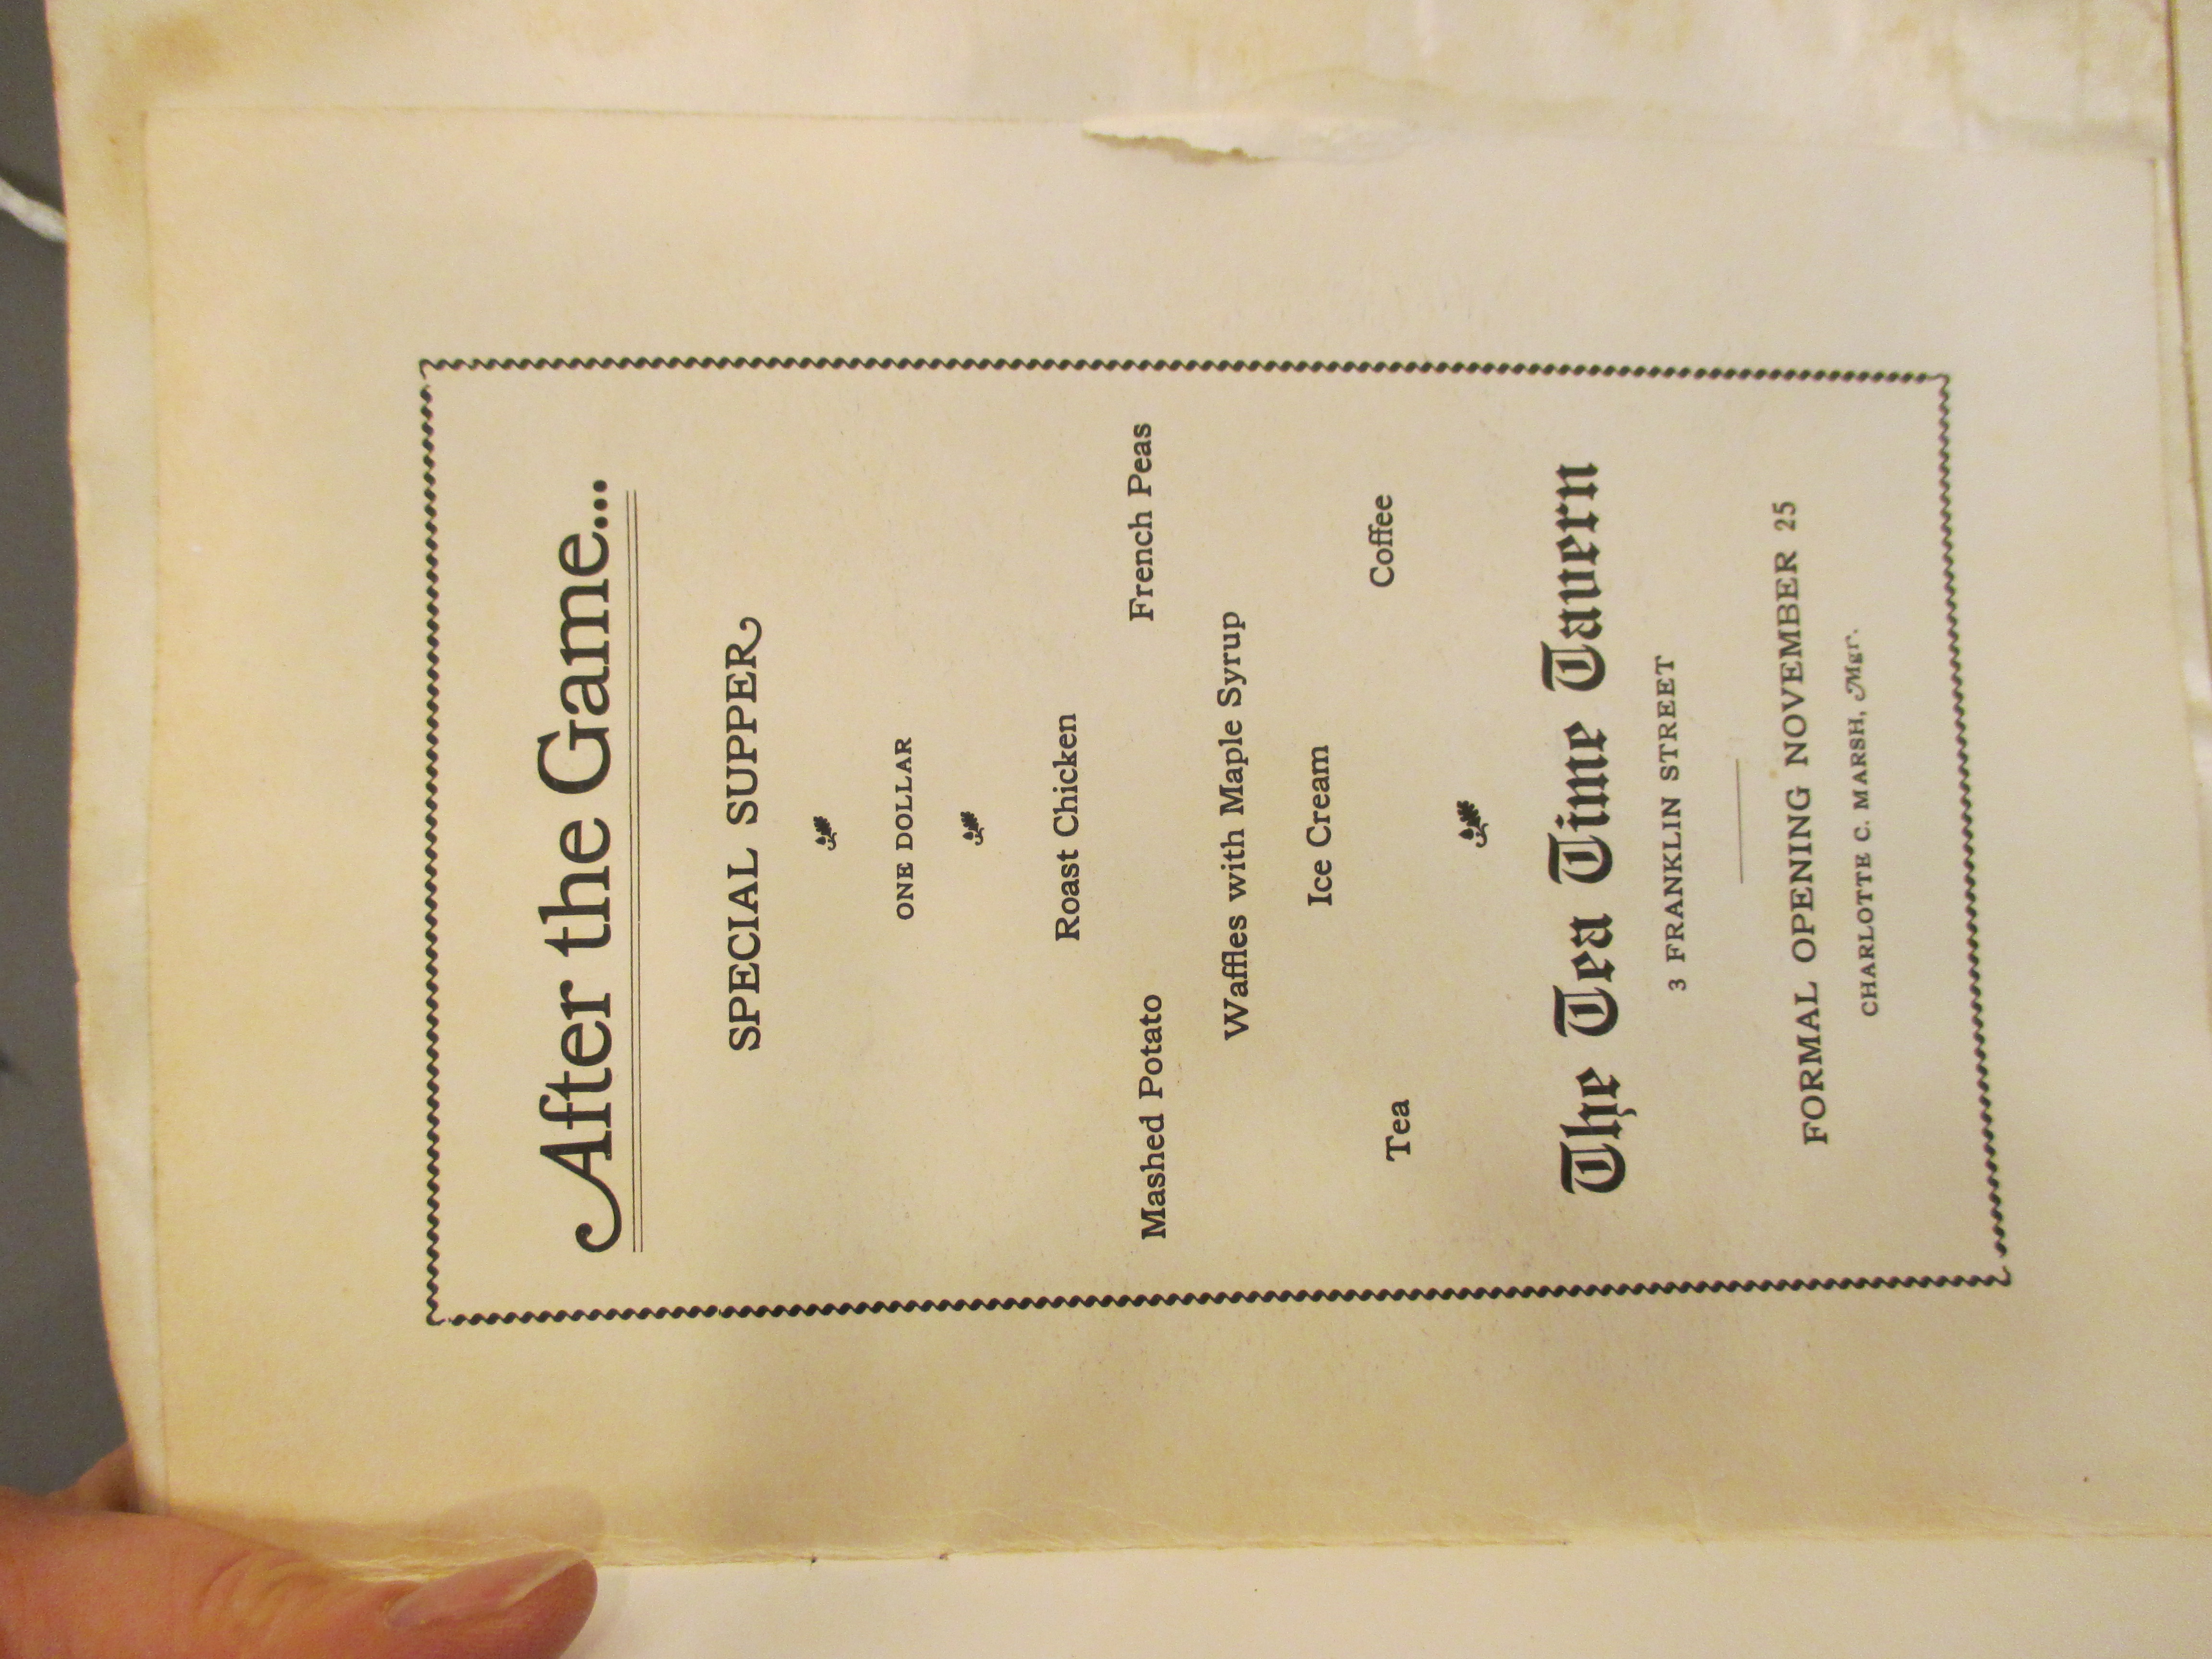 After the Game...
SPECIAL SUPPER
ONE DOLLAR
Roast Chicken
Mashed Potato French Peas
Waffles with Maple Syrup
Ice Cream
Tea Coffee
The Tea Time Tavern
3 FRANKLIN STREET
FORMAL OPENING NOVEMBER 25
CHARLOTTE C. MARSH, Mgr.